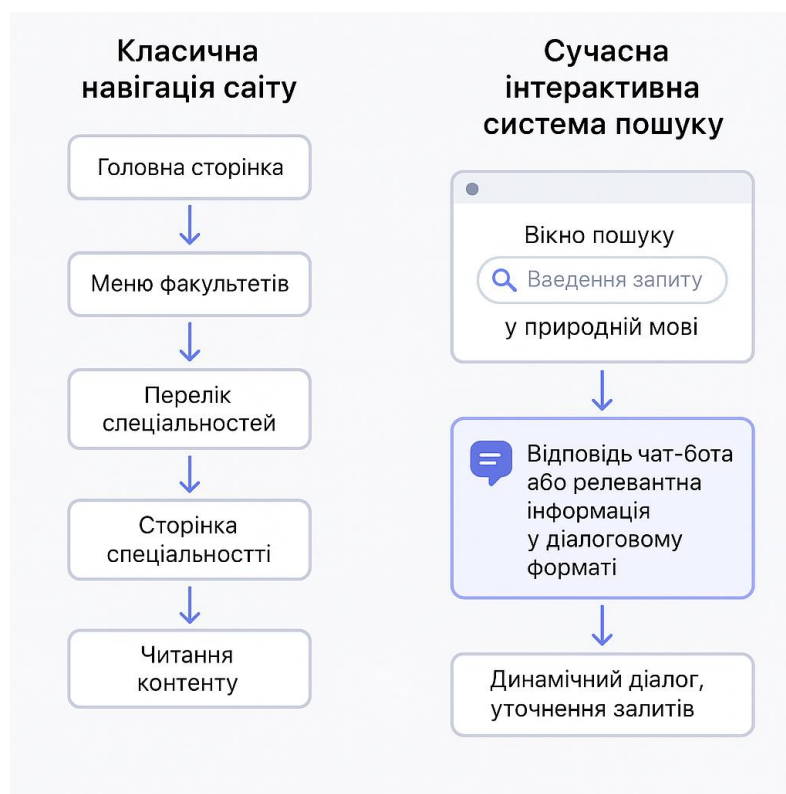 Класична
навігація саіту
Головна сторінка
Меню факультетів
Перелік
слеціальностей
Сторінка
спеціальностті
Читання
контенту
Сучасна
інтерактивна
система пошуку
Вікно пошуку
Ваедення запиту
у природній мові
Відповідь чат-бота
або релевантна
інформація
у діалоговому
форматі
Динамічний діалог,
уточнення залитів